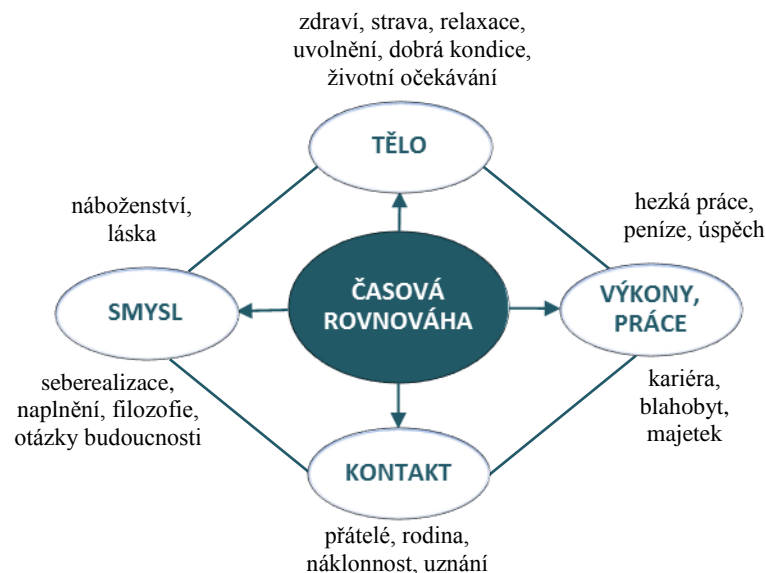 zdraví, strava, relaxace,
uvolnění, dobrá kondice,
životní očekávání
TĚLO
náboženství,
láska
hezká práce,
peníze, úspěch
SMYSL
ČASOVÁ
ROVNOVÁHA
VÝKONY,
PRÁCE
seberealizace,
naplnění, filozofie,
otázky budoucnosti
kariéra,
blahobyt,
majetek
KONTAKT
přátelé, rodina,
náklonnost, uznání